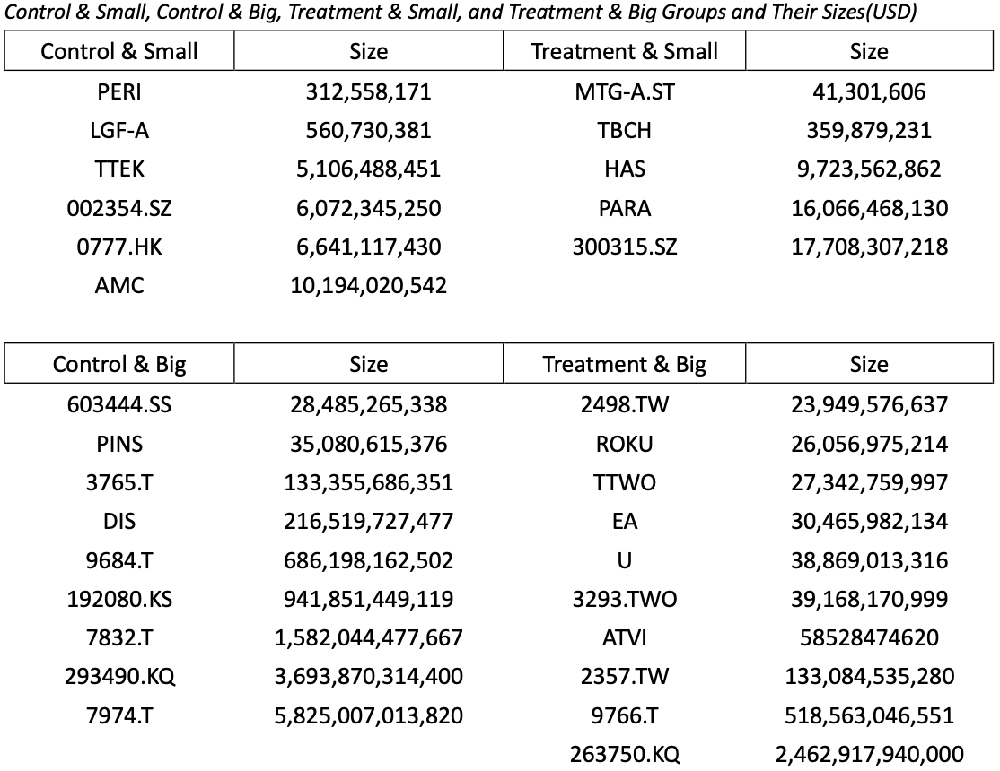 Control & Small, Control & Big, Treatment & Small, and Treatment & Big Groups and Their Sizes(USD)
Control & Small Size Treatment & Small Size
PERI 312,558,171 MTG-A.ST 41,301,606
LGF-A 560,730,381 TBCH 359,879,231
TTEK 5,106,488,451 HAS 9,723,562,862
002354.SZ 6,072,345,250 PARA 16,066,468,130
0777.HK 6,641,117,430 300315.SZ 17,708,307,218
AMC 10,194,020,542
Control & Big Size Treatment & Big Size
603444.SS 28,485,265,338 2498.TW 23,949,576,637
PINS 35,080,615,376 ROKU 26,056,975,214
3765.T 133,355,686,351 TTWO 27,342,759,997
DIS 216,519,727,477 EA 30,465,982,134
9684.T 686,198,162,502 U 38,869,013,316
192080.KS 941,851,449,119 3293.TWO 39,168,170,999
7832.T 1,582,044,477,667 ATVI 58528474620
293490.KQ 3,693,870,314,400 2357.TW 133,084,535,280
7974.T 5,825,007,013,820 9766.T 518,563,046,551
263750.KQ 2,462,917,940,000